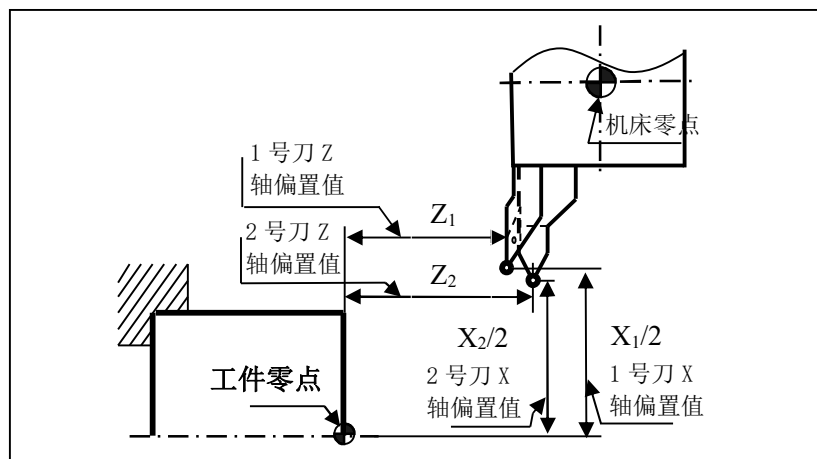 机床零点
1 号刀 Z
轴偏置值
Z₁
2 号刀 Z
轴偏置值
Z₂
X₂/2
X₁/2
2 号刀 X
轴偏置值
1 号刀 X
轴偏置值
工件零点